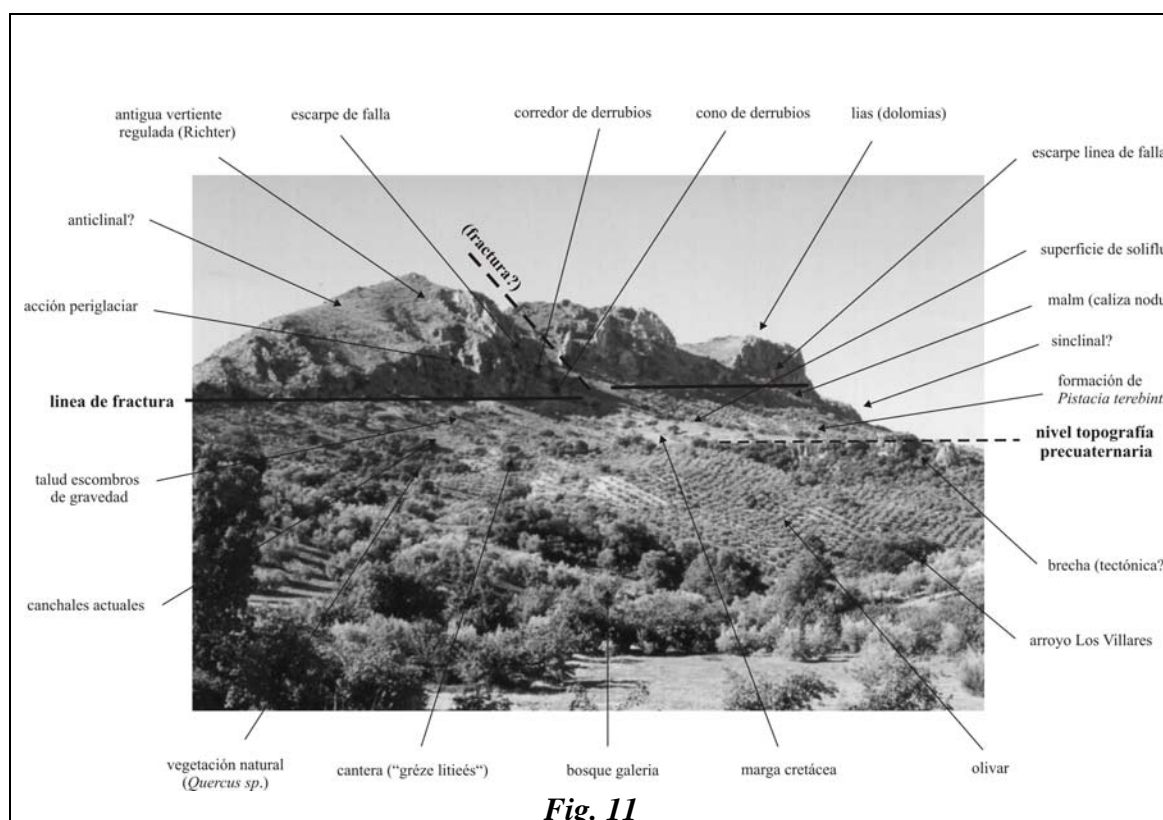 antigua vertiente
regulada (Richter)
escarpe de falla
corredor de derrubios
cono de derrubios
lias (dolomias)
escarpe linea de falla
anticlinal?
(fractura?)
superficie de soliflu
acción periglaciar
malm (caliza nodu
sinclinal?
linea de fractura
formación de
Pistacia terebint
nivel topografía
precuaternaria
talud escombros
de gravedad
brecha (tectónica?
canchales actuales
arroyo Los Villares
vegetación natural
(Quercus sp.)
cantera (“gréze litieés“)
bosque galeria
marga cretácea
olivar
Fig. 11